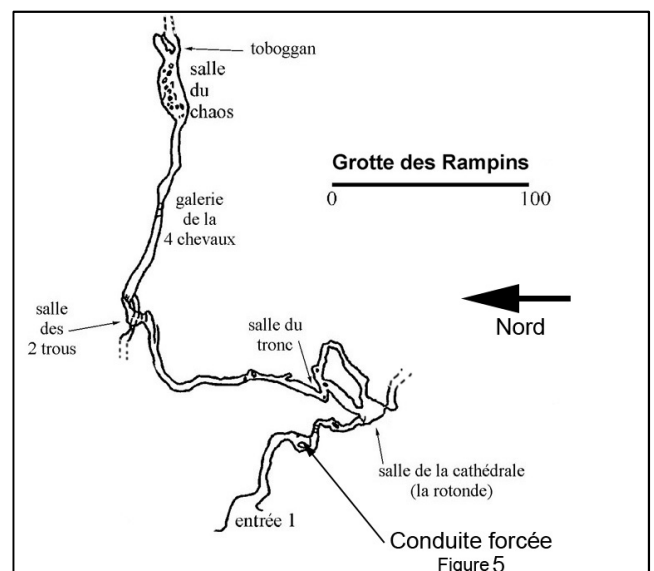 toboggan
salle
du
chaos
Grotte des Rampins
0 100
galerie
de la
4 chevaux
Nord
salle
des
2 trous
salle du
tronc
salle de la cathédrale
(la rotonde)
entrée 1
Conduite forcée
Figure 5